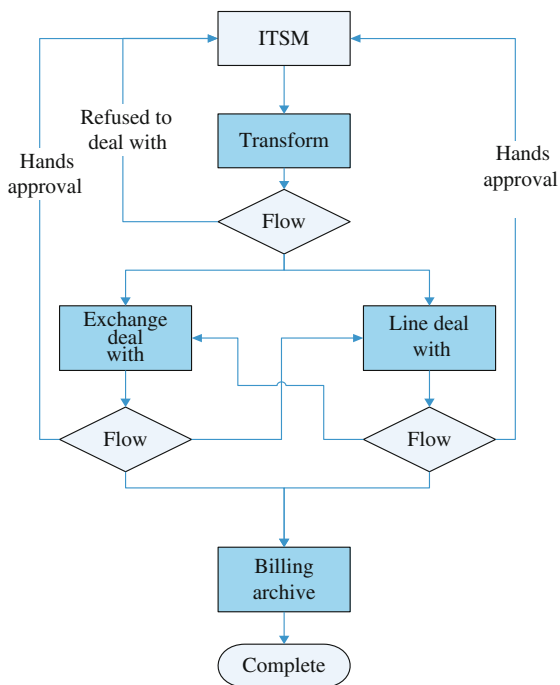 ITSM
Refused to
deal with
Transform
Hands
approval
Hands
approval
Flow
Exchange
deal
with
Line deal
with
Flow
Flow
Billing
archive
Complete